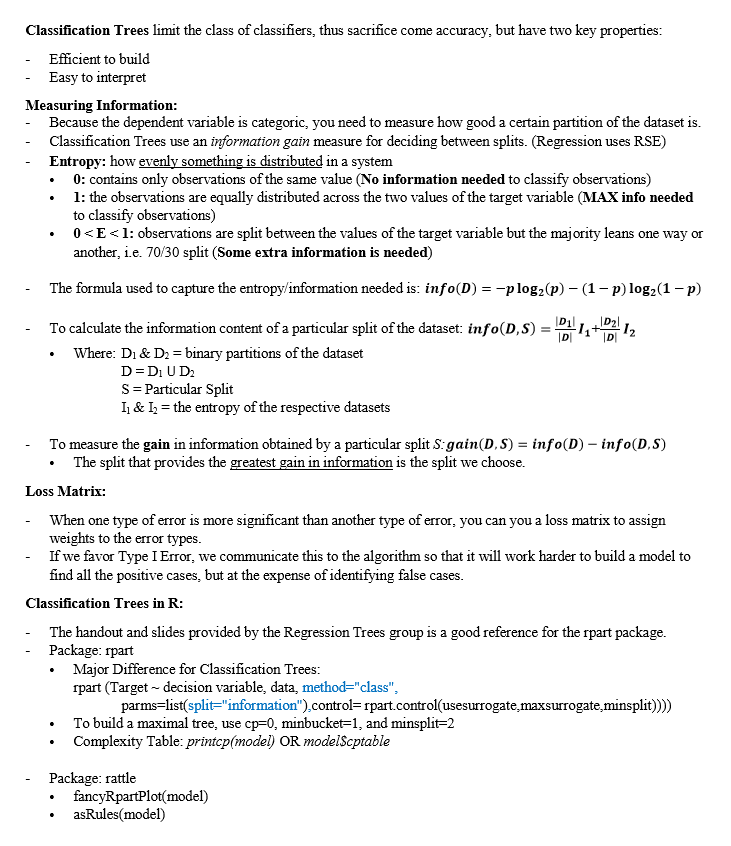 Classification Trees limit the class of classifiers, thus sacrifice come accuracy, but have two key properties:
- Efficient to build
- Easy to interpret
Measuring Information:
- Because the dependent variable is categoric, you need to measure how good a certain partition of the dataset is.
- Classification Trees use an information gain measure for deciding between splits. (Regression uses RSE)
- Entropy: how evenly something is distributed in a system
• 0: contains only observations of the same value (No information needed to classify observations)
• 1: the observations are equally distributed across the two values of the target variable (MAX info needed
to classify observations)
• 0 < E < 1: observations are split between the values of the target variable but the majority leans one way or
another, i.e. 70/30 split (Some extra information is needed)
- The formula used to capture the entropy/information needed is: info(D) = −p log₂(p) − (1 − p) log₂(1 − p)
- To calculate the information content of a particular split of the dataset: info(D, S) = |D₁|/|D| I₁ + |D₂|/|D| I₂
• Where: D₁ & D₂ = binary partitions of the dataset
D = D₁ U D₂
S = Particular Split
I₁ & I₂ = the entropy of the respective datasets
- To measure the gain in information obtained by a particular split S: gain(D, S) = info(D) − info(D, S)
• The split that provides the greatest gain in information is the split we choose.
Loss Matrix:
- When one type of error is more significant than another type of error, you can you a loss matrix to assign
weights to the error types.
- If we favor Type I Error, we communicate this to the algorithm so that it will work harder to build a model to
find all the positive cases, but at the expense of identifying false cases.
Classification Trees in R:
- The handout and slides provided by the Regression Trees group is a good reference for the rpart package.
- Package: rpart
• Major Difference for Classification Trees:
rpart (Target ~ decision variable, data, method="class",
parms=list(split="information"),control= rpart.control(usesurrogate,maxsurrogate,minsplit))))
• To build a maximal tree, use cp=0, minbucket=1, and minsplit=2
• Complexity Table: printcp(model) OR model$cptable
- Package: rattle
• fancyRpartPlot(model)
• asRules(model)